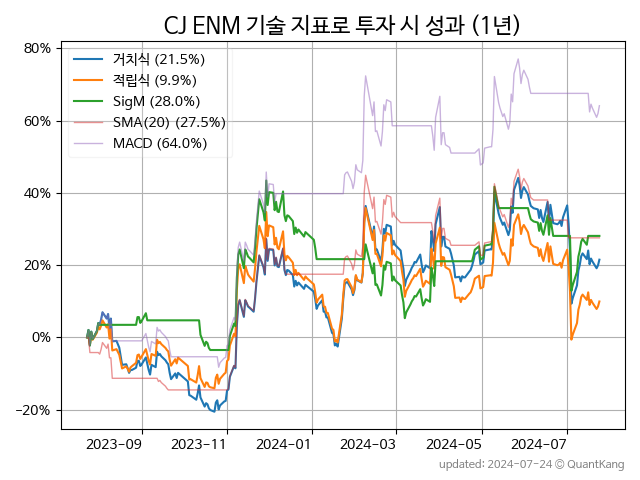 CJ ENM 기술 지표로 투자 시 성과 (1년)
80%
60%
40%
20%
0%
−20%
거치식 (21.5%)
적립식 (9.9%)
SigM (28.0%)
SMA(20) (27.5%)
MACD (64.0%)
2023-09
2023-11
2024-01
2024-03
2024-05
2024-07
updated: 2024-07-24 @ QuantKang